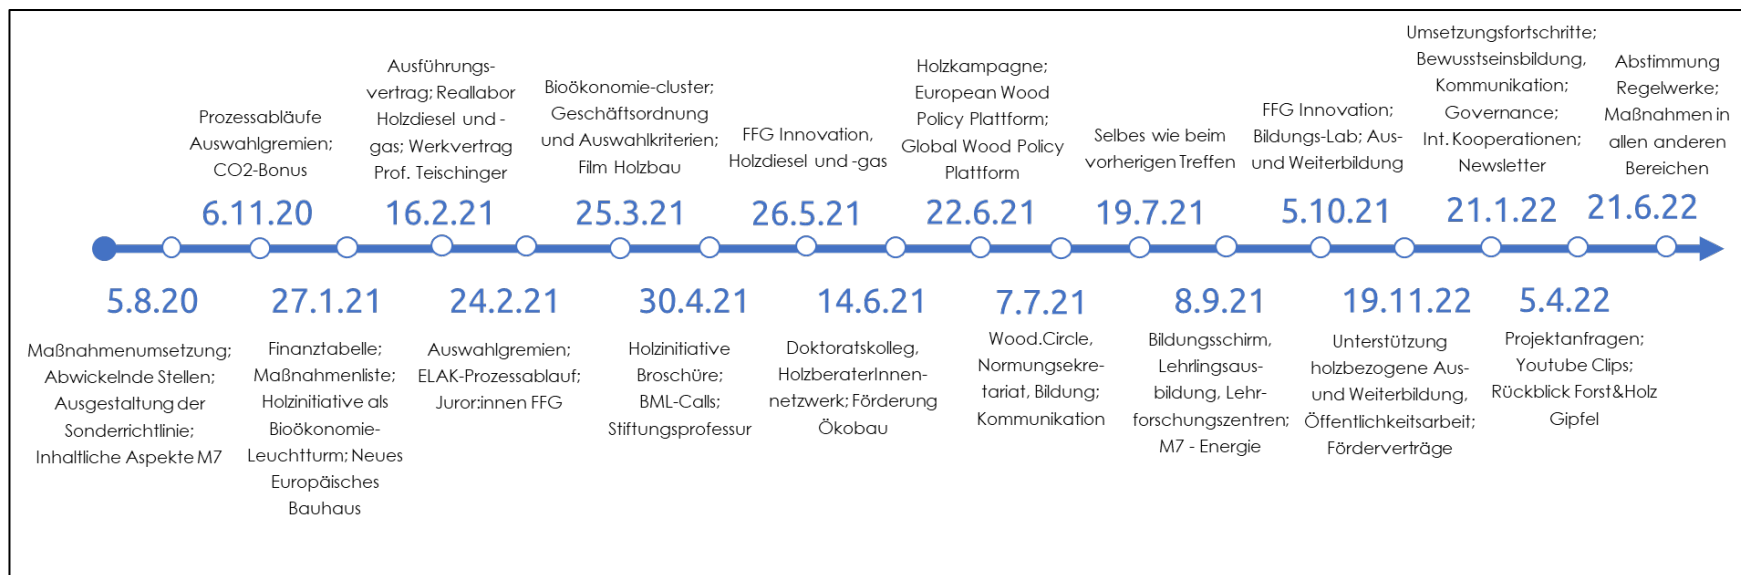 Prozessabläufe
Auswahlgremien;
CO2-Bonus
6.11.20
Ausführungs-
vertrag; Reallabor
Holzdiesel und -
gas; Werkvertrag
Prof. Teischinger
16.2.21
Bioökonomie-cluster;
Geschäftsordnung
und Auswahlkriterien;
Film Holzbau
25.3.21
FFG Innovation,
Holzdiesel und -gas
26.5.21
Holzkampagne;
European Wood
Policy Plattform;
Global Wood Policy
Plattform
22.6.21
Selbes wie beim
vorherigen Treffen
19.7.21
FFG Innovation;
Bildungs-Lab; Aus-
und Weiterbildung
5.10.21
Umsetzungsfortschritte;
Bewusstseinsbildung,
Kommunikation;
Governance;
Int. Kooperationen;
Newsletter
21.1.22
Abstimmung
Regelwerke;
Maßnahmen in
allen anderen
Bereichen
21.6.22
5.8.20
Maßnahmenumsetzung;
Abwickelnde Stellen;
Ausgestaltung der
Sonderrichtlinie;
Inhaltliche Aspekte M7
27.1.21
Finanztabelle;
Maßnahmenliste;
Holzinitiative als
Bioökonomie-
Leuchtturm; Neues
Europäisches
Bauhaus
24.2.21
Auswahlgremien;
ELAK-Prozessablauf;
Juror:innen FFG
30.4.21
Holzinitiative
Broschüre;
BML-Calls;
Stiftungsprofessur
14.6.21
Doktoratskolleg,
HolzberaterInnen-
netzwerk; Förderung
Ökobau
7.7.21
Wood.Circle,
Normungsekre-
tariat, Bildung;
Kommunikation
8.9.21
Bildungsschirm,
Lehrlingsaus-
bildung, Lehr-
forschungszentren;
M7 - Energie
19.11.22
Unterstützung
holzbezogene Aus-
und Weiterbildung,
Öffentlichkeitsarbeit;
Förderverträge
5.4.22
Projektanfragen;
Youtube Clips;
Rückblick Forst&Holz
Gipfel